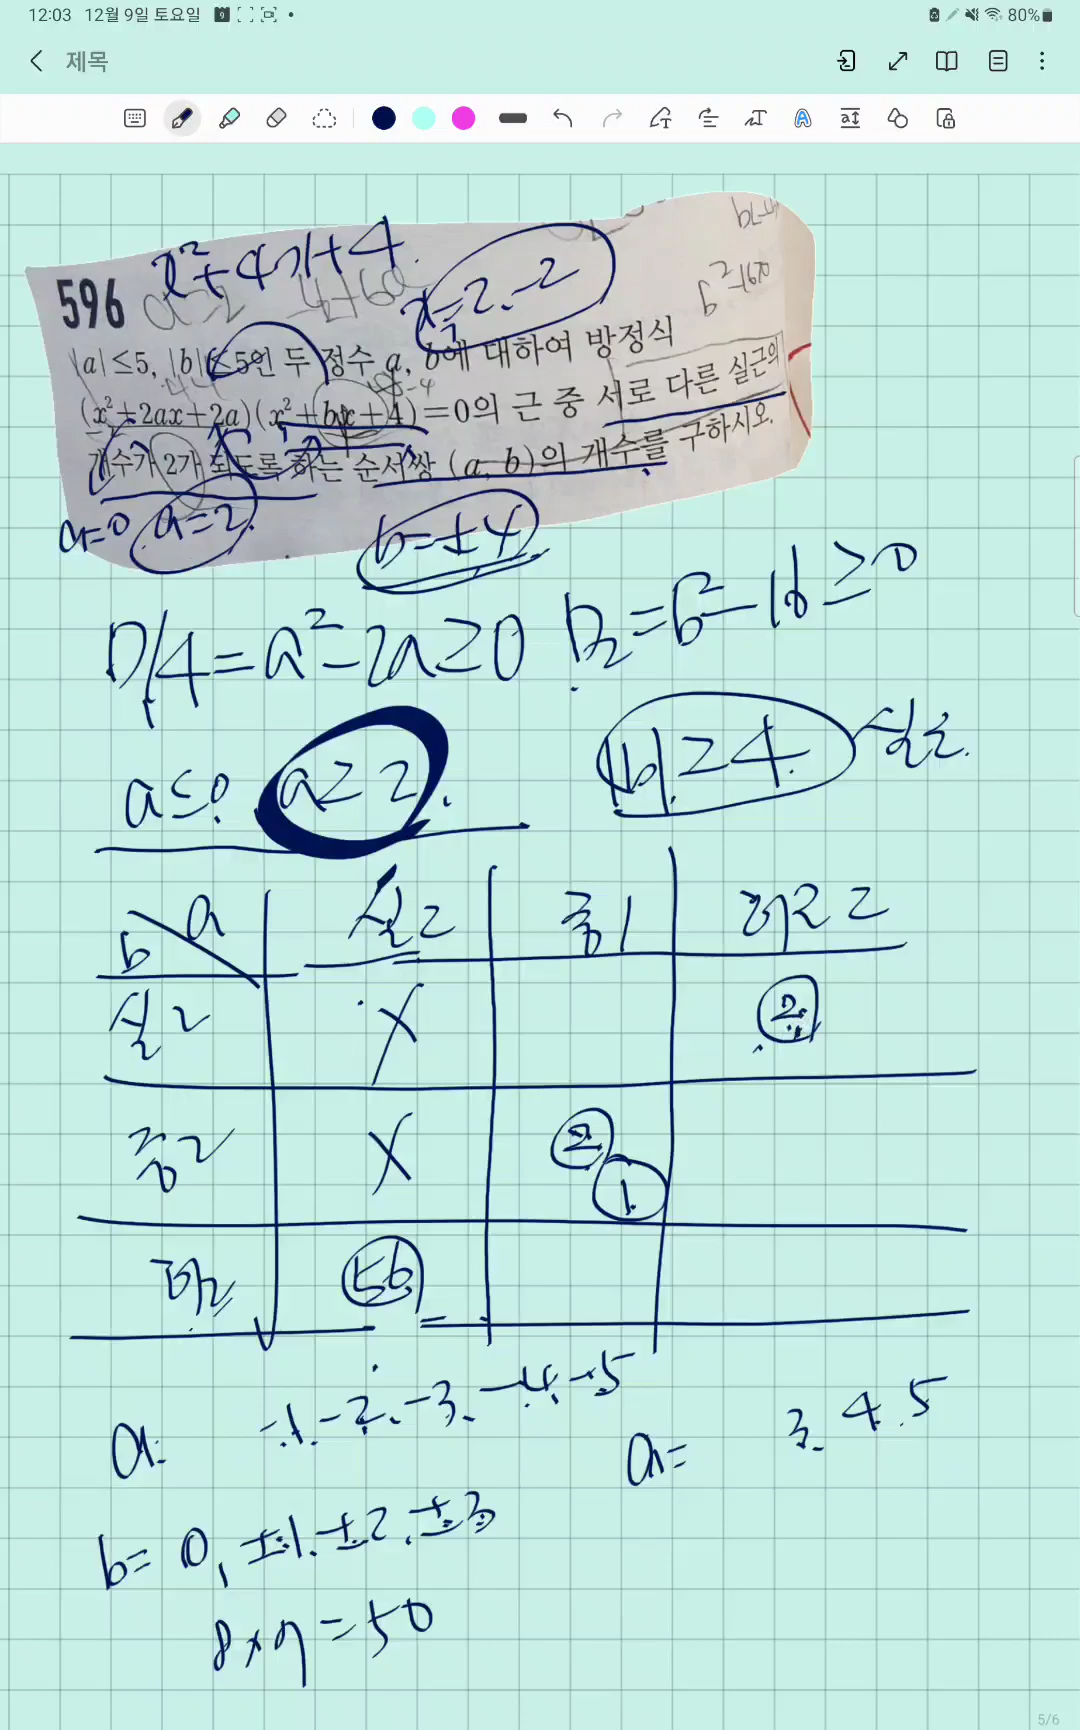 12:03 12월 9일 토요일 80%
제목
x²+4x+4
x=2, -2
b²-16≥0
596
|a|≤5, |b|≤5인 두 정수 a, b에 대하여 방정식
(x²+2ax+2a)(x²+bx+4)=0의 근 중 서로 다른 실근의
개수가 2가 되도록 하는 순서쌍 (a, b)의 개수를 구하시오.
a=0 a=2. b=±4
D/4=a²-2a≥0 D₂=b²-16≥0
a≤0. a≥2. |b|≥4. 실근.
b a 실2 중1 허근2
실2 X 2
중2 X 2 1
허2 56
a: -1. -2. -3. -4. -5 a= 3. 4. 5
b= 0, ±1. ±2. ±3
8×7=56
5/6